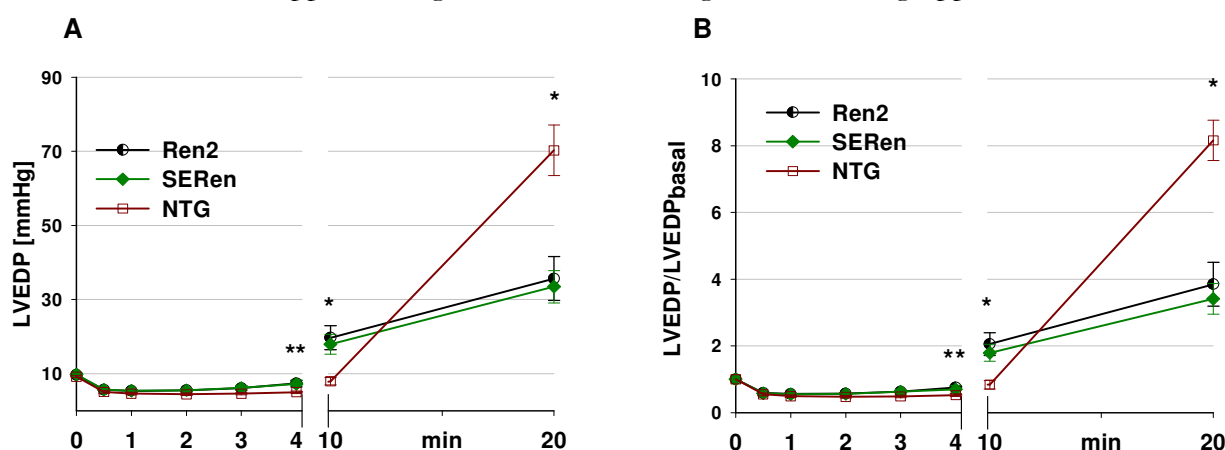 A
LVEDP [mmHg]
90
70
50
30
10
Ren2
SERen
NTG
**
*
*
0 1 2 3 4 10 min 20
B
LVEDP/LVEDPbasal
10
8
6
4
2
0
Ren2
SERen
NTG
**
*
*
0 1 2 3 4 10 min 20